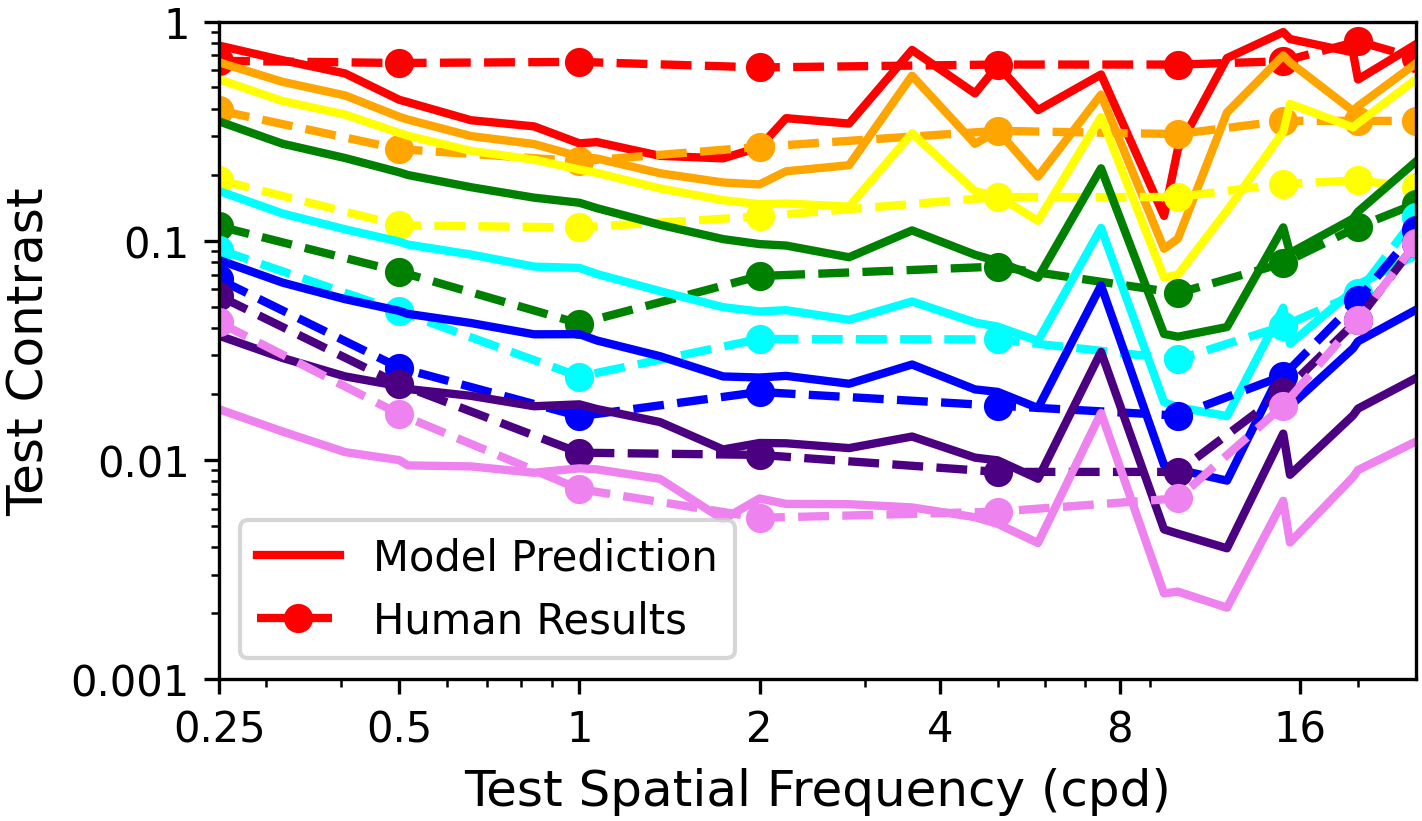 1
0.1
0.01
0.001
Test Contrast
Model Prediction
Human Results
0.25 0.5 1 2 4 8 16
Test Spatial Frequency (cpd)